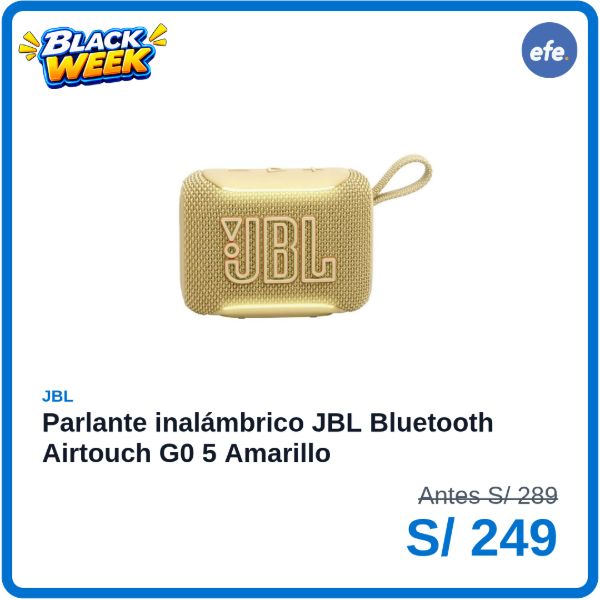 BLACK
WEEK
efe.
JBL
JBL
Parlante inalámbrico JBL Bluetooth
Airtouch G0 5 Amarillo
Antes S/ 289
S/ 249